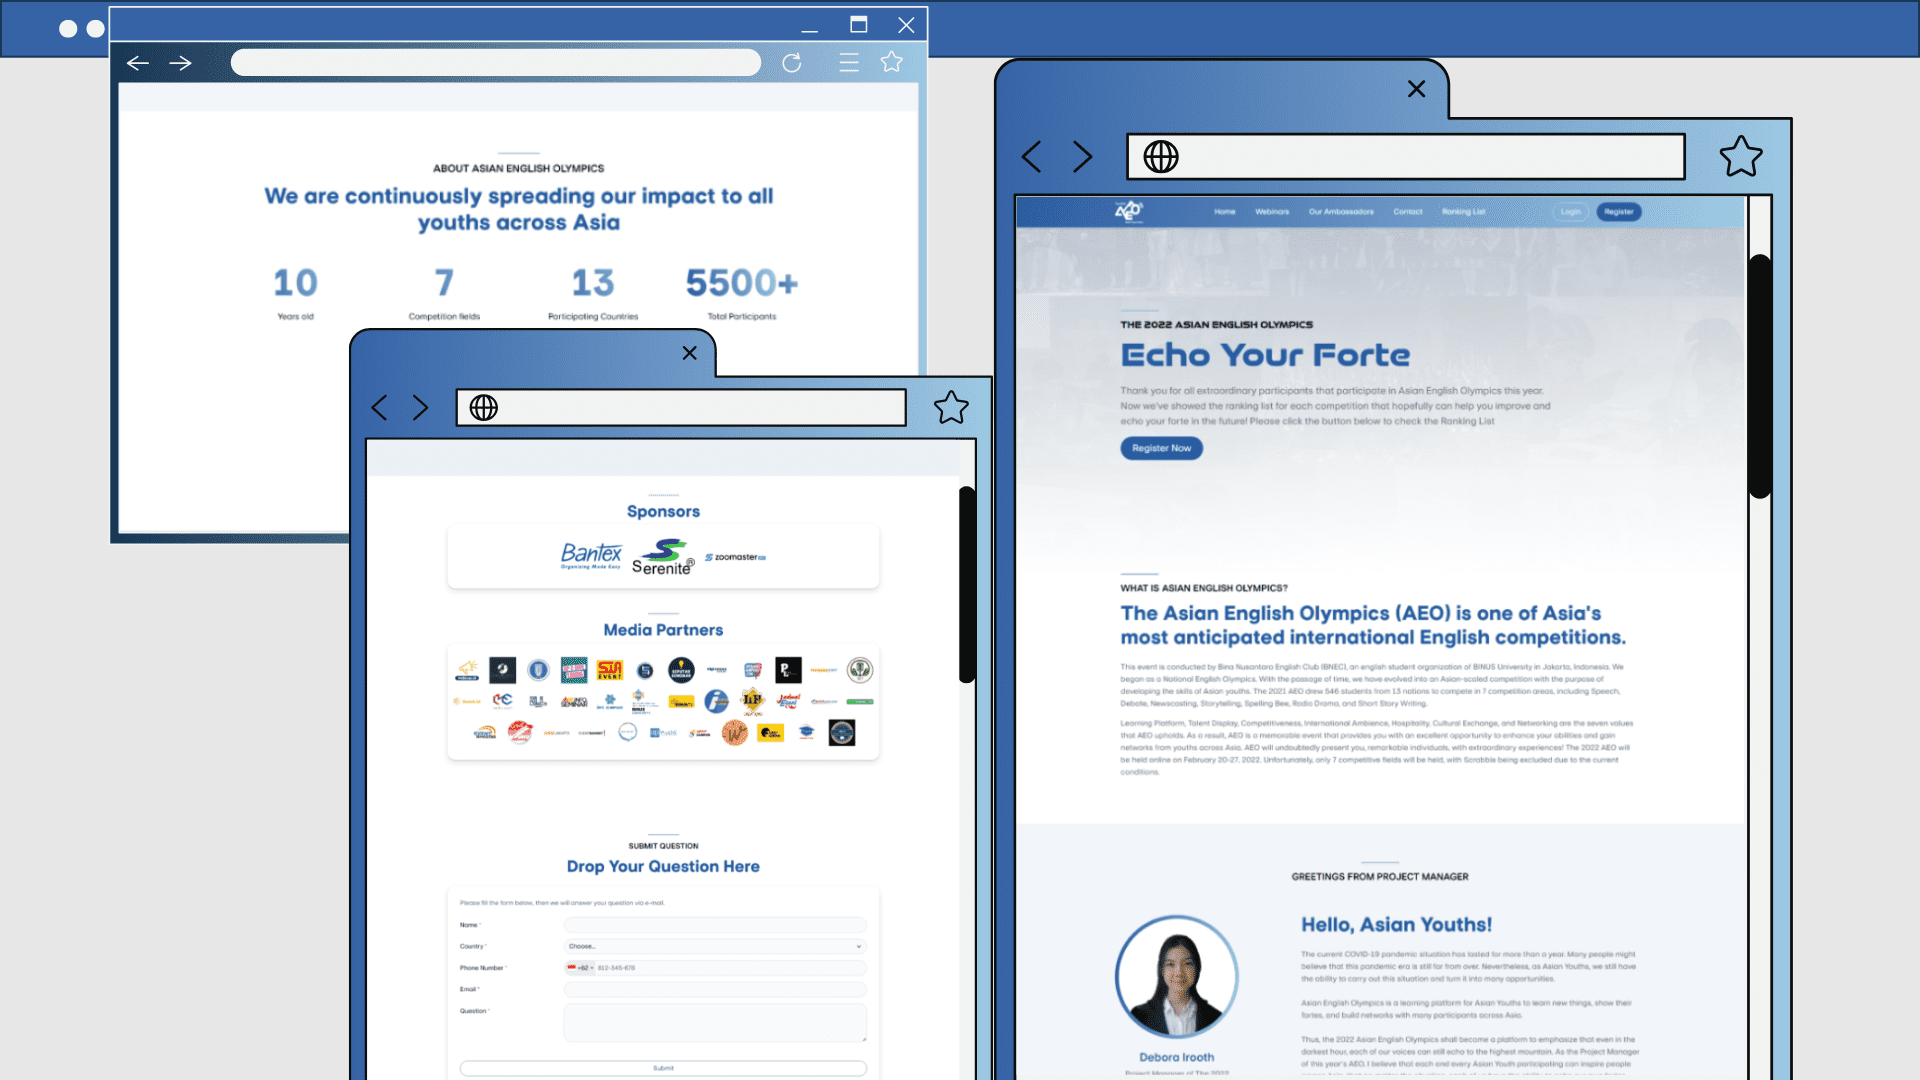 ABOUT ASIAN ENGLISH OLYMPICS
We are continuously spreading our impact to all
youths across Asia
10
7
13
5500+
Years old
Competition fields
Participating Countries
Total Participants
Sponsors
Bantex
Organizing Made Easy
Serenite®
zoomaster
Media Partners
SUBMIT QUESTION
Drop Your Question Here
Please fill the form below, then we will answer your question via e-mail.
Name *
Country *
Choose...
Phone Number *
+62
812-345-678
Email *
Question *
Submit
AEO
Home
Webinars
Our Ambassadors
Contact
Ranking List
Login
Register
THE 2022 ASIAN ENGLISH OLYMPICS
Echo Your Forte
Thank you for all extraordinary participants that participate in Asian English Olympics this year.
Now we've showed the ranking list for each competition that hopefully can help you improve and
echo your forte in the future! Please click the button below to check the Ranking List
Register Now
WHAT IS ASIAN ENGLISH OLYMPICS?
The Asian English Olympics (AEO) is one of Asia's
most anticipated international English competitions.
This event is conducted by Bina Nusantara English Club (BNEC), an english student organization of BINUS University in Jakarta, Indonesia. We
began as a National English Olympics. With the passage of time, we have evolved into an Asian-scaled competition with the purpose of
developing the skills of Asian youths. The 2021 AEO drew 546 students from 13 nations to compete in 7 competition areas, including Speech,
Debate, Newscasting, Storytelling, Spelling Bee, Radio Drama, and Short Story Writing.
Learning Platform, Talent Display, Competitiveness, International Ambience, Hospitality, Cultural Exchange, and Networking are the seven values
that AEO upholds. As a result, AEO is a memorable event that provides you with an excellent opportunity to enhance your abilities and gain
networks from youths across Asia. AEO will undoubtedly present you, remarkable individuals, with extraordinary experiences! The 2022 AEO will
be held online on February 20-27, 2022. Unfortunately, only 7 competitive fields will be held, with Scrabble being excluded due to the current
conditions.
GREETINGS FROM PROJECT MANAGER
Hello, Asian Youths!
The current COVID-19 pandemic situation has lasted for more than a year. Many people might
believe that this pandemic era is still far from over. Nevertheless, as Asian Youths, we still have
the ability to carry out this situation and turn it into many opportunities.
Asian English Olympics is a learning platform for Asian Youths to learn new things, show their
fortes, and build networks with many participants across Asia.
Thus, the 2022 Asian English Olympics shall become a platform to emphasize that even in the
darkest hour, each of our voices can still echo to the highest mountain. As the Project Manager
of this year's AEO, I believe that each and every Asian Youth participating can inspire people
Debora Irooth
Project Manager of The 2022